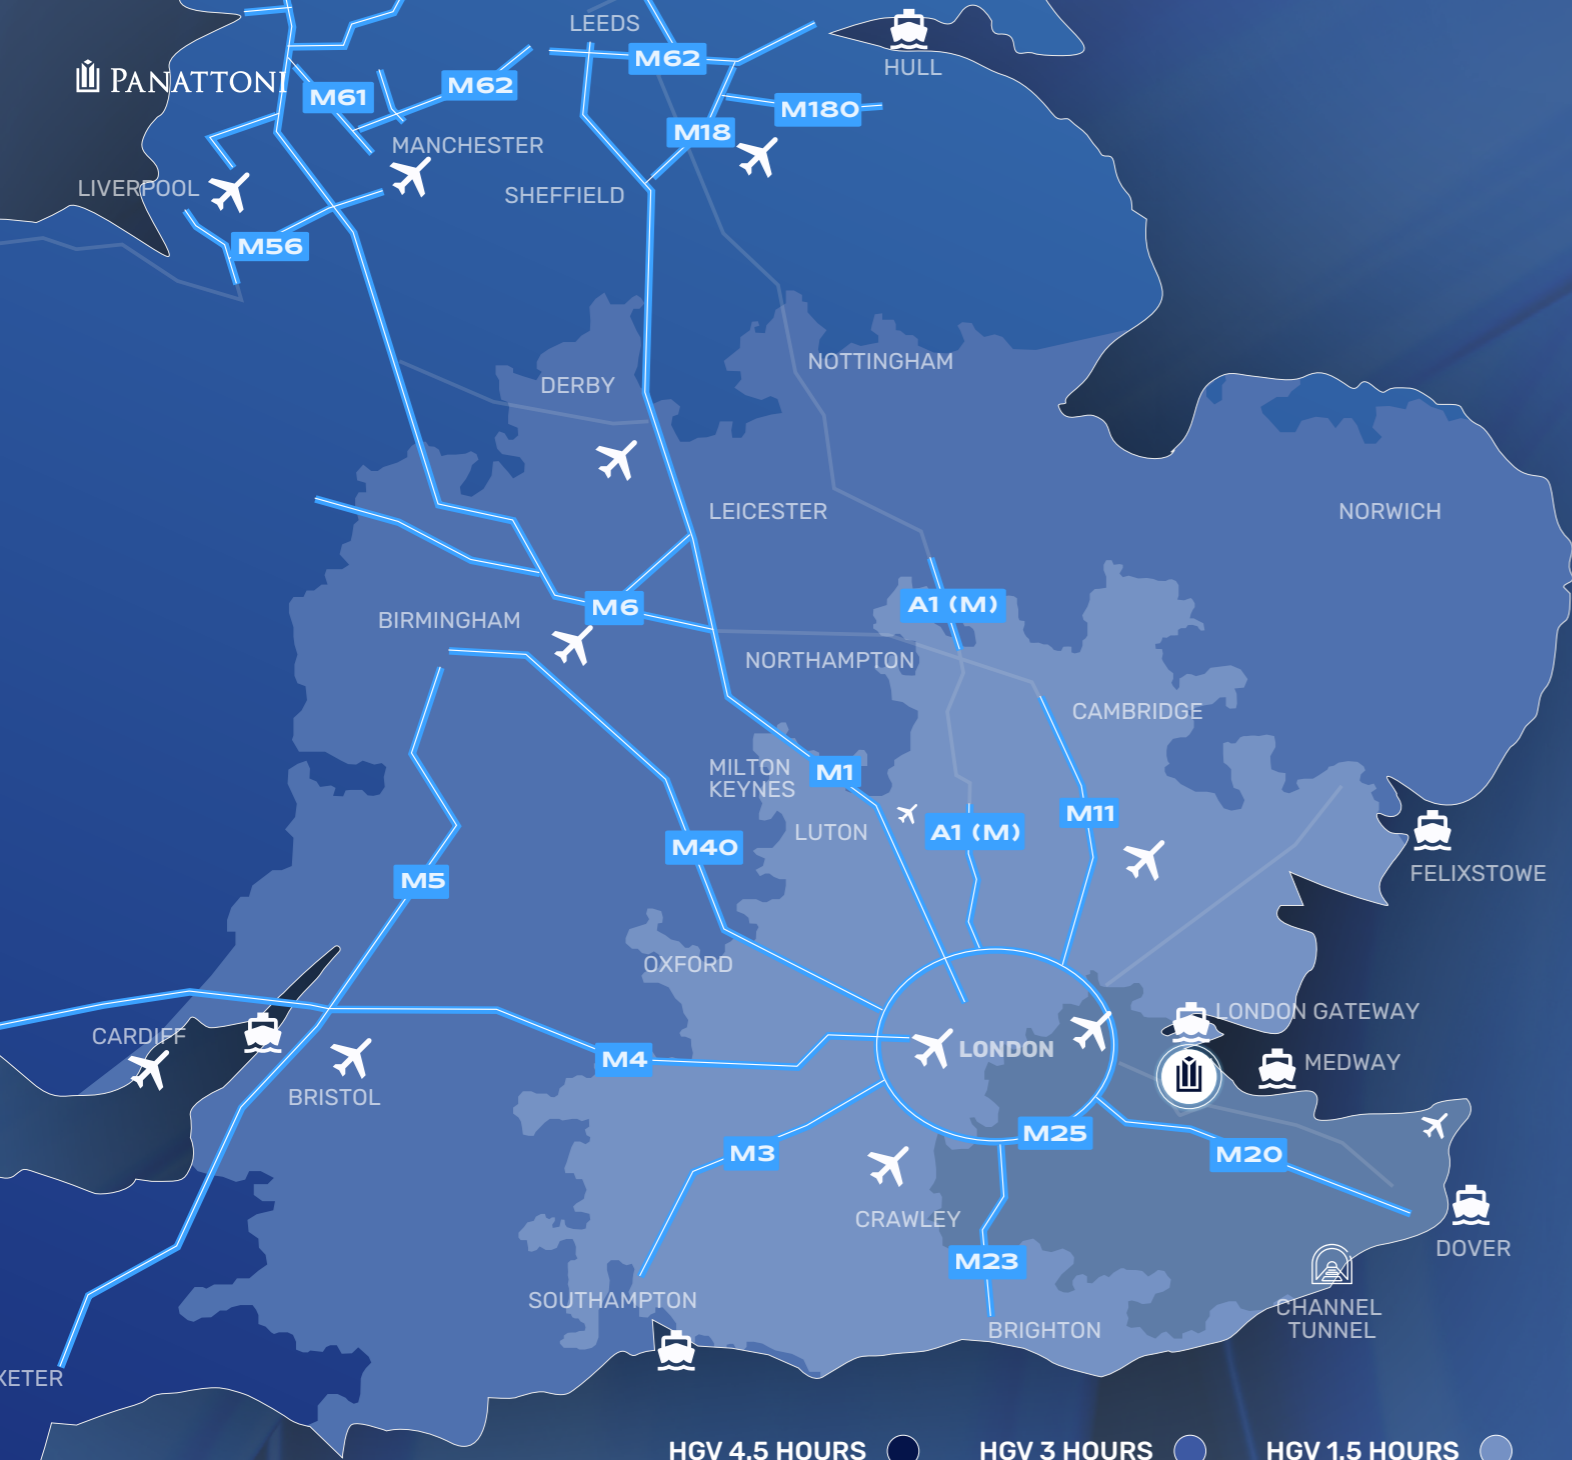 LEEDS
M62
HULL
PANATTONI
M61
M62
M180
M18
MANCHESTER
LIVERPOOL
SHEFFIELD
M56
NOTTINGHAM
DERBY
LEICESTER
NORWICH
M6
A1 (M)
BIRMINGHAM
NORTHAMPTON
CAMBRIDGE
MILTON
KEYNES
M1
M11
LUTON
A1 (M)
M40
FELIXSTOWE
M5
OXFORD
LONDON GATEWAY
CARDIFF
LONDON
M4
MEDWAY
BRISTOL
M25
M3
M20
CRAWLEY
DOVER
M23
SOUTHAMPTON
CHANNEL
TUNNEL
BRIGHTON
XETER
HGV 4.5 HOURS
HGV 3 HOURS
HGV 1.5 HOURS